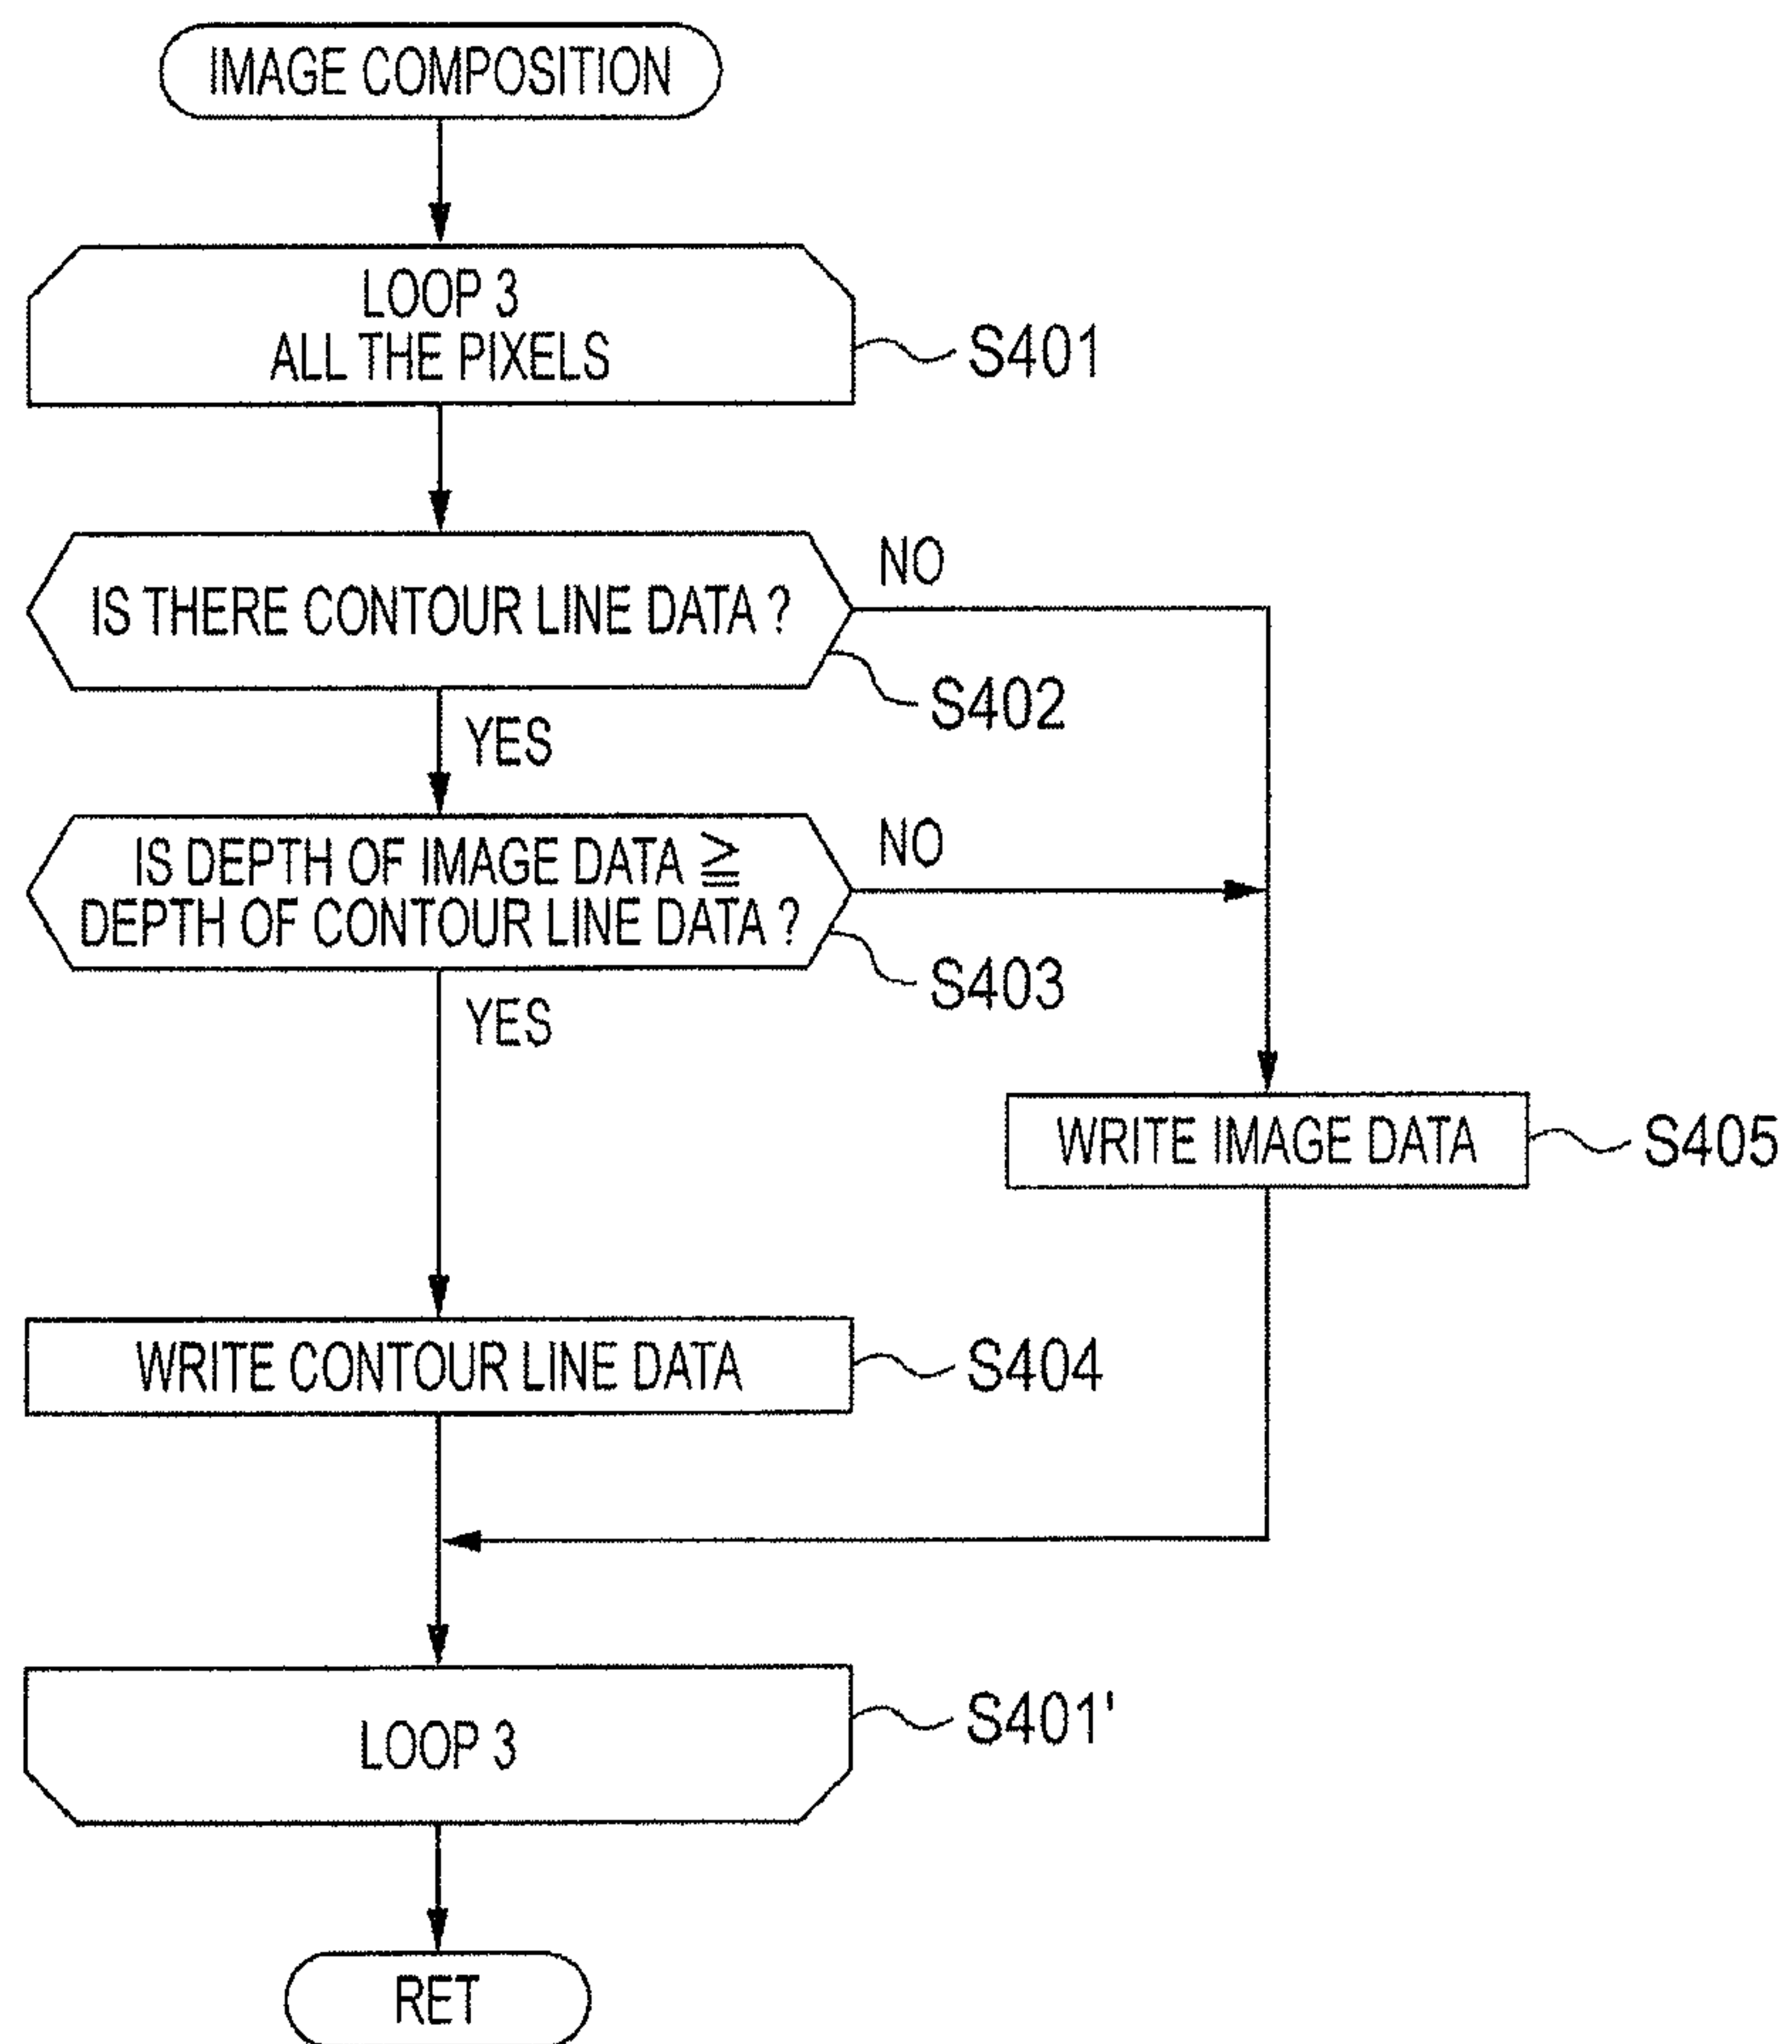 IMAGE COMPOSITION
LOOP 3
ALL THE PIXELS
S401
IS THERE CONTOUR LINE DATA ?
NO
S402
YES
IS DEPTH OF IMAGE DATA ≧
DEPTH OF CONTOUR LINE DATA ?
NO
S403
YES
WRITE IMAGE DATA
S405
WRITE CONTOUR LINE DATA
S404
LOOP 3
S401'
RET